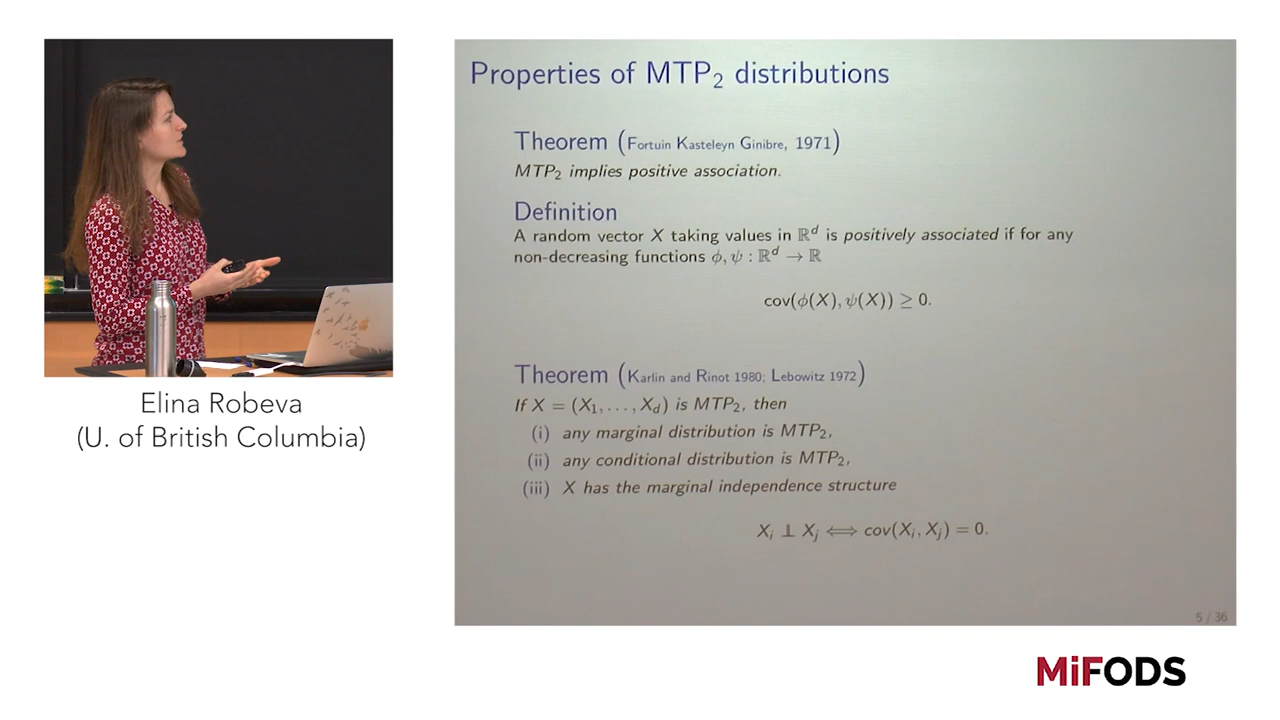 Properties of MTP₂ distributions
Theorem (Fortuin Kasteleyn Ginibre, 1971)
MTP₂ implies positive association.
Definition
A random vector X taking values in ℝᵈ is positively associated if for any
non-decreasing functions ϕ, ψ : ℝᵈ → ℝ
cov(ϕ(X), ψ(X)) ≥ 0.
Theorem (Karlin and Rinot 1980; Lebowitz 1972)
If X = (X₁, . . . , X_d) is MTP₂, then
(i) any marginal distribution is MTP₂,
(ii) any conditional distribution is MTP₂,
(iii) X has the marginal independence structure
Xᵢ ⫫ Xⱼ ⟺ cov(Xᵢ, Xⱼ) = 0.
5 / 36
Elina Robeva
(U. of British Columbia)
MiFODS